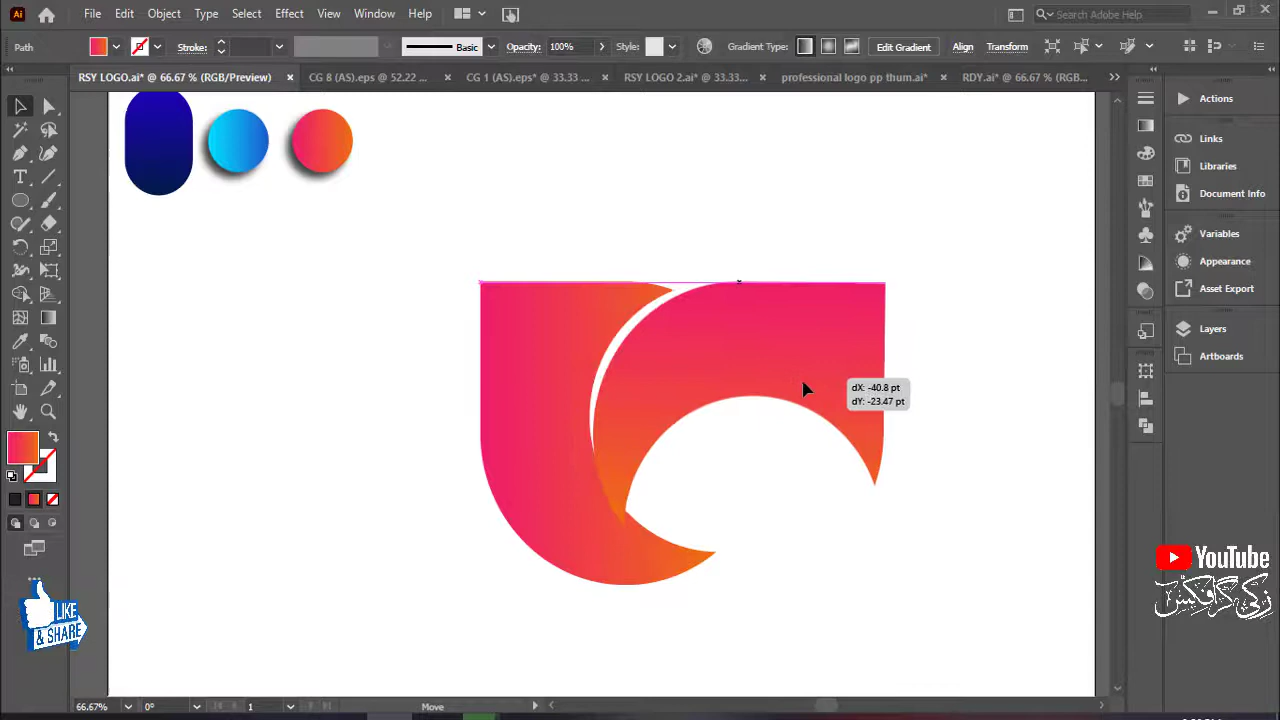 Ai File Edit Object Type Select Effect View Window Help Search Adobe Help
Path Stroke: Basic Opacity: 100% Style: Gradient Type: Edit Gradient Align Transform
RSY LOGO.ai* @ 66.67 % (RGB/Preview) CG 8 (AS).eps @ 52.22 ... CG 1 (AS).eps* @ 33.33 ... RSY LOGO 2.ai* @ 33.33... professional logo pp thum.ai* RDY.ai* @ 66.67 % (RGB...
Actions
Links
Libraries
Document Info
Variables
Appearance
Asset Export
Layers
Artboards
dX: -40.8 pt
dY: -23.47 pt
YouTube
زکی گرافکس
LIKE
& SHARE
66.67% 0° 1 Move